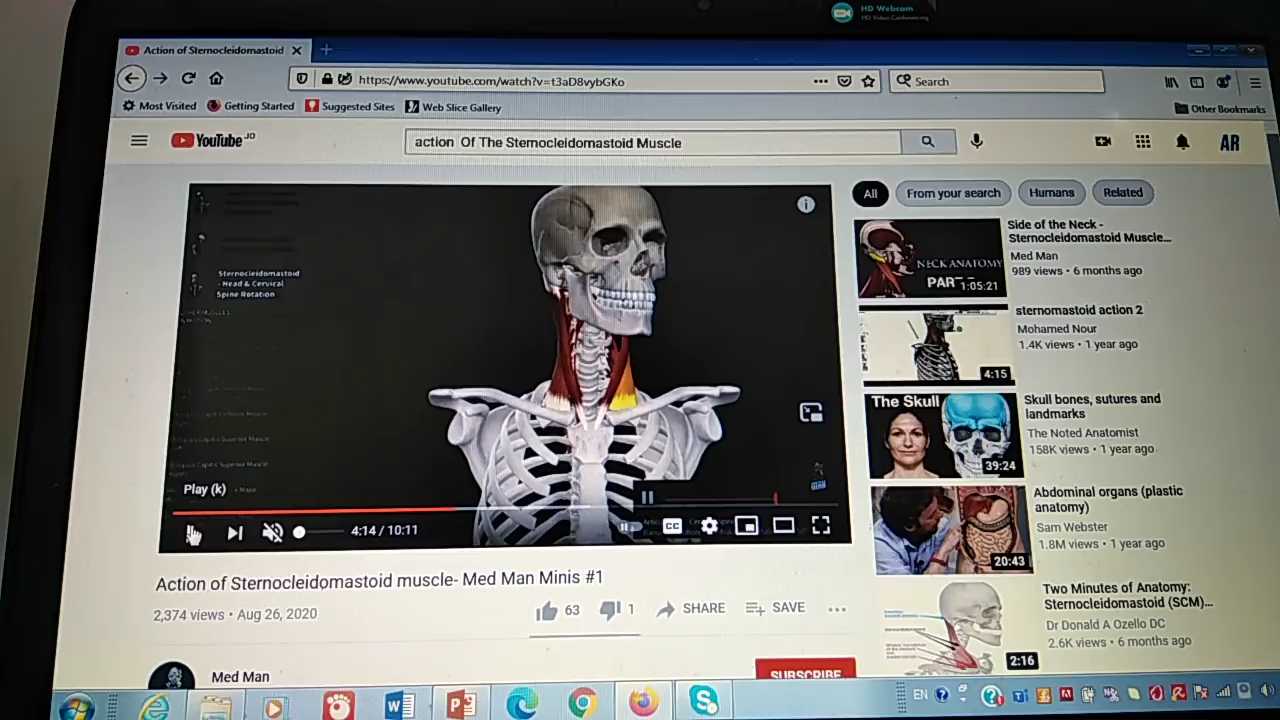 HD Webcam
HD Video Conferencing
Action of Sternocleidomastoid
https://www.youtube.com/watch?v=t3aD8vybGKo
Search
Most Visited
Getting Started
Suggested Sites
Web Slice Gallery
Other Bookmarks
YouTube JO
action Of The Sternocleidomastoid Muscle
AR
All
From your search
Humans
Related
Sternocleidomastoid
- Head & Cervical
Spine Rotation
Play (k)
4:14 / 10:11
CC
Action of Sternocleidomastoid muscle- Med Man Minis #1
2,374 views • Aug 26, 2020
63
1
SHARE
SAVE
Med Man
SUBSCRIBE
NECK ANATOMY
PART
1:05:21
Side of the Neck -
Sternocleidomastoid Muscle...
Med Man
989 views • 6 months ago
4:15
sternomastoid action 2
Mohamed Nour
1.4K views • 1 year ago
The Skull
39:24
Skull bones, sutures and
landmarks
The Noted Anatomist
158K views • 1 year ago
20:43
Abdominal organs (plastic
anatomy)
Sam Webster
1.8M views • 1 year ago
2:16
Two Minutes of Anatomy:
Sternocleidomastoid (SCM)...
Dr Donald A Ozello DC
2.6K views • 6 months ago
EN